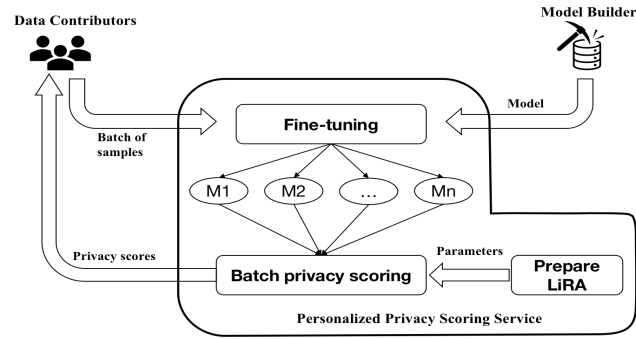 Data Contributors
Model Builder
Model
Batch of
samples
Fine-tuning
M1
M2
...
Mn
Privacy scores
Batch privacy scoring
Parameters
Prepare
LiRA
Personalized Privacy Scoring Service